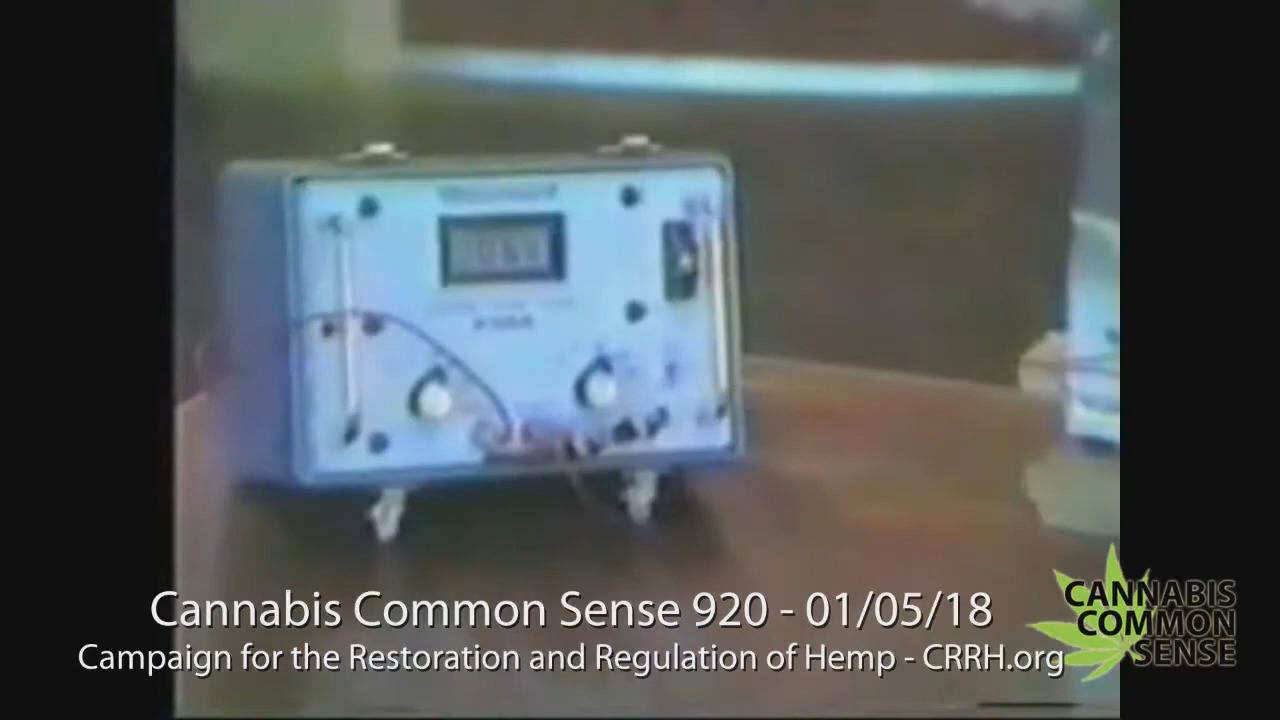 Cannabis Common Sense 920 - 01/05/18
Campaign for the Restoration and Regulation of Hemp - CRRH.org
CANNABIS
COMMON
SENSE